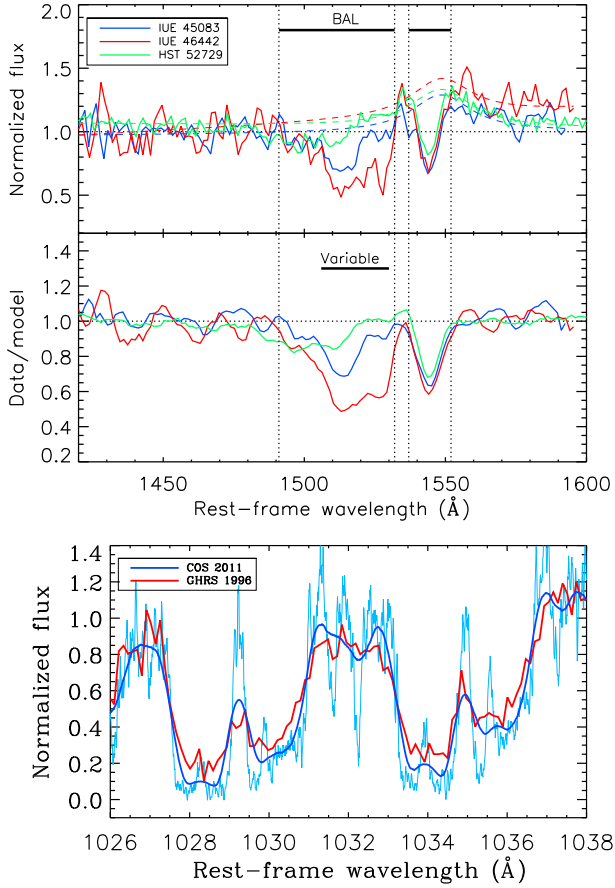 BAL
IUE 45083
IUE 46442
HST 52729
2.0
1.5
1.0
0.5
Normalized flux
Variable
1.4
1.2
1.0
0.8
0.6
0.4
0.2
Data/model
1450 1500 1550 1600
Rest-frame wavelength (Å)
COS 2011
GHRS 1996
1.4
1.2
1.0
0.8
0.6
0.4
0.2
0.0
Normalized flux
1026 1028 1030 1032 1034 1036 1038
Rest-frame wavelength (Å)